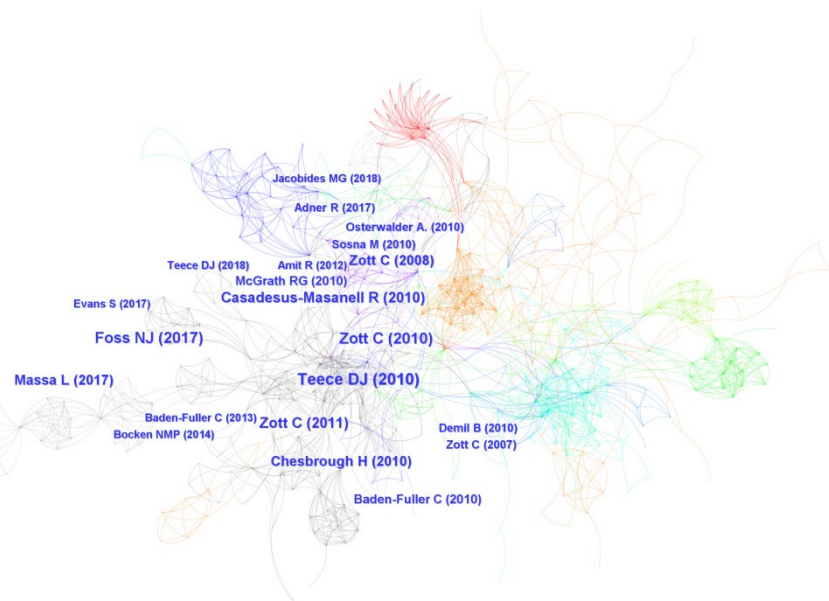 Jacobides MG (2018)
Adner R (2017)
Osterwalder A. (2010)
Sosna M (2010)
Teece DJ (2018)
Amit R (2012)
Zott C (2008)
McGrath RG (2010)
Casadesus-Masanell R (2010)
Evans S (2017)
Foss NJ (2017)
Zott C (2010)
Massa L (2017)
Teece DJ (2010)
Baden-Fuller C (2013)
Zott C (2011)
Bocken NMP (2014)
Demil B (2010)
Zott C (2007)
Chesbrough H (2010)
Baden-Fuller C (2010)